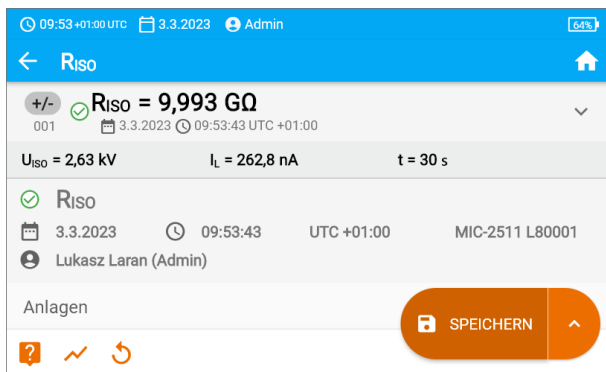 09:53 +01:00 UTC 3.3.2023 Admin 64%
RISO
+/- RISO = 9,993 GΩ
001 3.3.2023 09:53:43 UTC +01:00
UISO = 2,63 kV IL = 262,8 nA t = 30 s
RISO
3.3.2023 09:53:43 UTC +01:00 MIC-2511 L80001
Lukasz Laran (Admin)
Anlagen
SPEICHERN
?